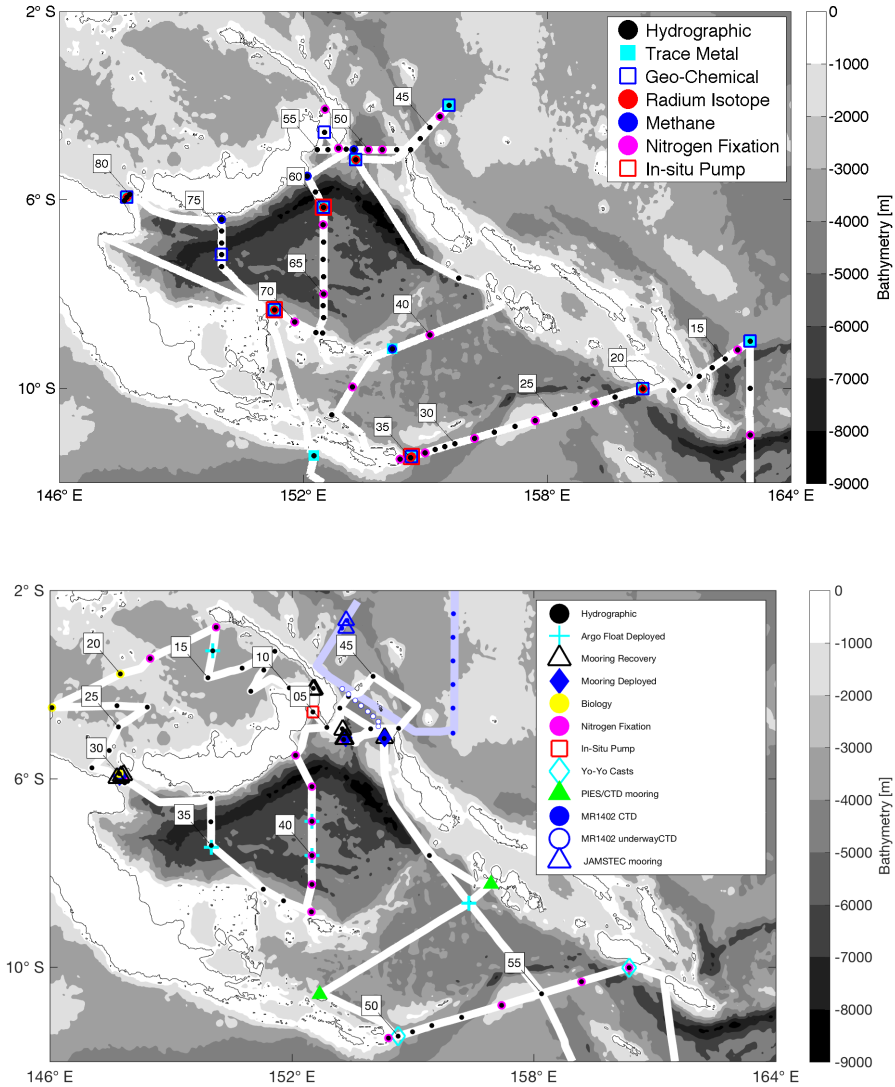 2° S
6° S
10° S
146° E
152° E
158° E
164° E
Hydrographic
Trace Metal
Geo-Chemical
Radium Isotope
Methane
Nitrogen Fixation
In-situ Pump
45
50
55
60
80
75
65
70
40
15
20
25
30
35
0
-1000
-2000
-3000
-4000
-5000
-6000
-7000
-8000
-9000
Bathymetry [m]
2° S
6° S
10° S
146° E
152° E
158° E
164° E
Hydrographic
Argo Float Deployed
Mooring Recovery
Mooring Deployed
Biology
Nitrogen Fixation
In-Situ Pump
Yo-Yo Casts
PIES/CTD mooring
MR1402 CTD
MR1402 underwayCTD
JAMSTEC mooring
20
15
10
45
05
25
30
35
40
55
50
0
-1000
-2000
-3000
-4000
-5000
-6000
-7000
-8000
-9000
Bathymetry [m]